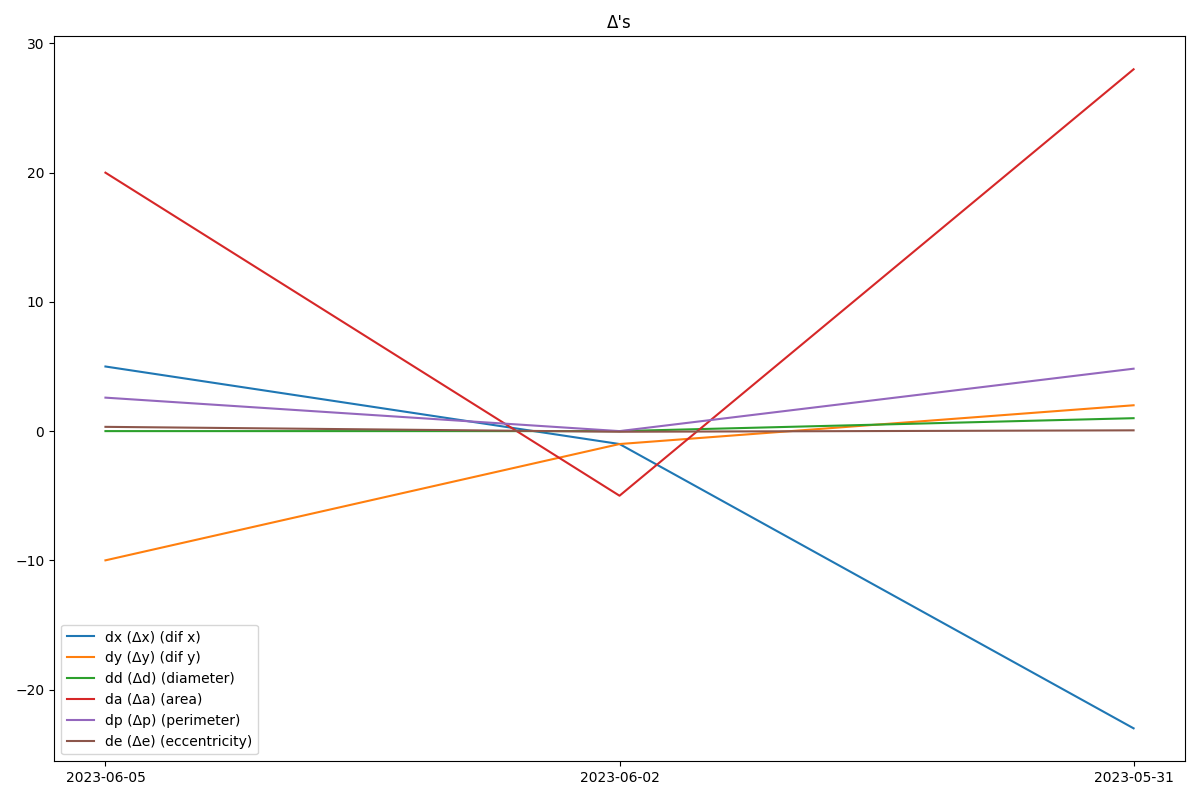 Δ's
30
20
10
0
−10
−20
dx (Δx) (dif x)
dy (Δy) (dif y)
dd (Δd) (diameter)
da (Δa) (area)
dp (Δp) (perimeter)
de (Δe) (eccentricity)
2023-06-05 2023-06-02 2023-05-31